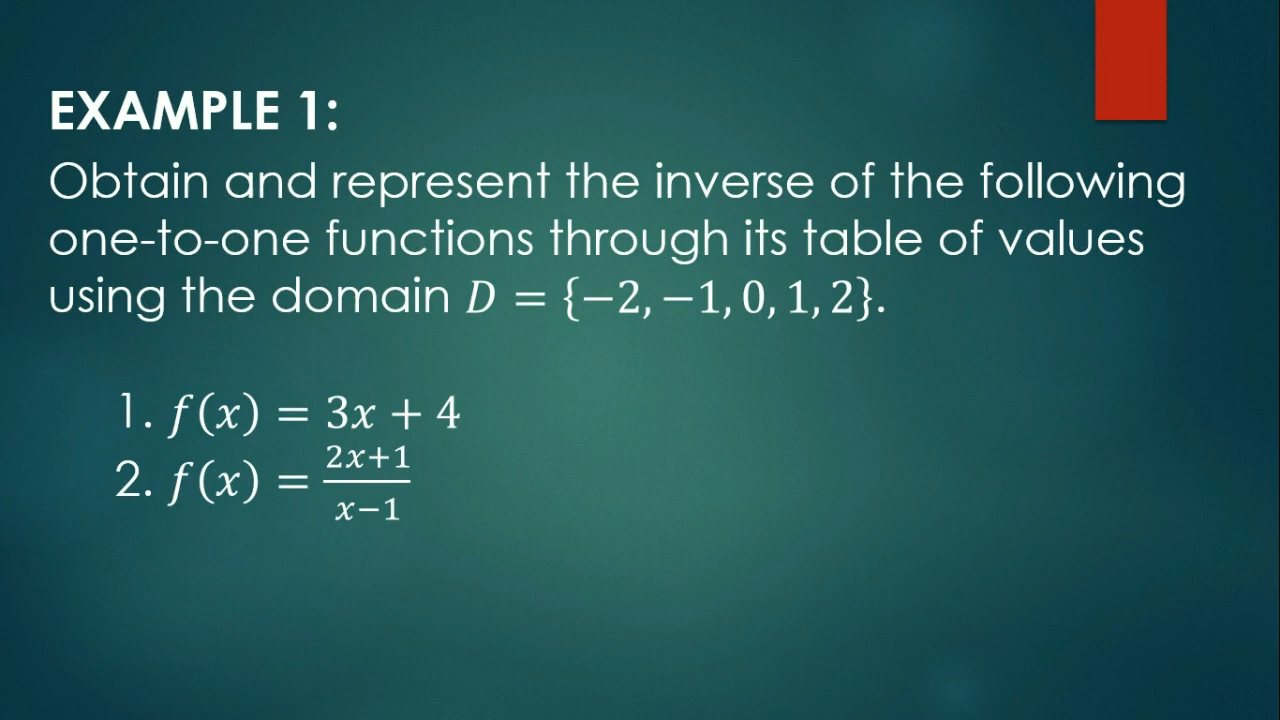 EXAMPLE 1:
Obtain and represent the inverse of the following
one-to-one functions through its table of values
using the domain D = {−2, −1, 0, 1, 2}.
1. f(x) = 3x + 4
2. f(x) = \frac{2x+1}{x−1}